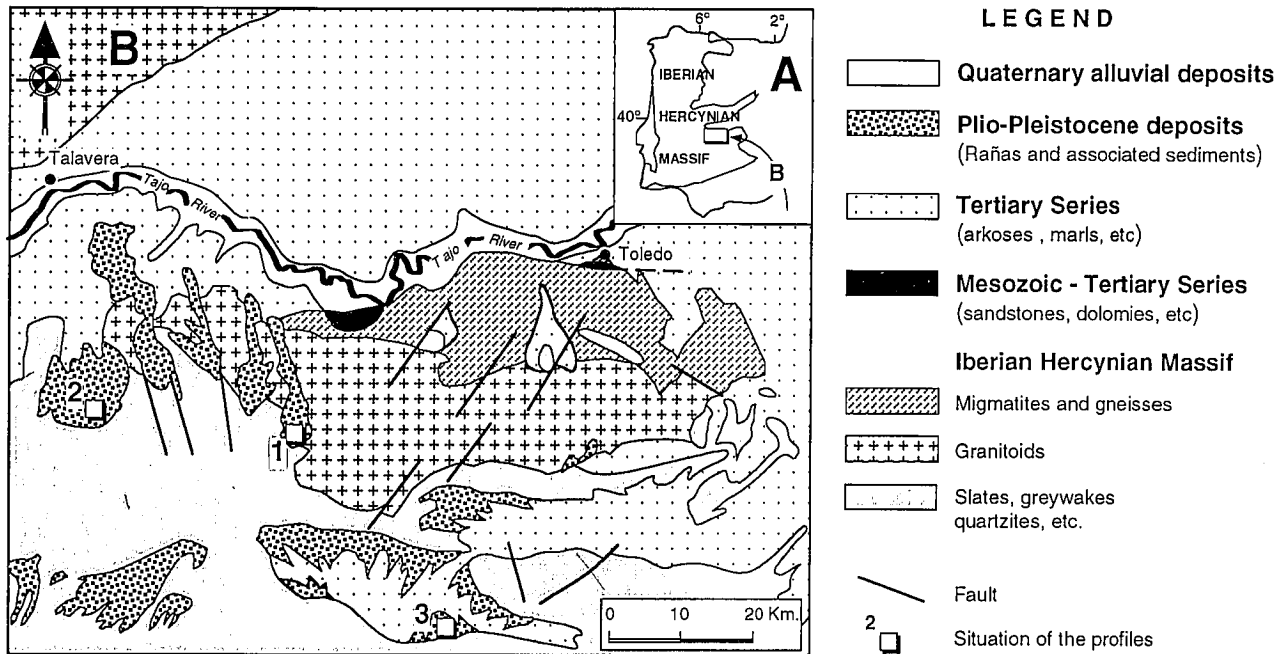 B
Talavera
Tajo
River
Tajo
River
Toledo
2
1
3
0 10 20 Km.
6° 2°
A
IBERIAN
40° HERCYNIAN
MASSIF
B
LEGEND
Quaternary alluvial deposits
Plio-Pleistocene deposits
(Rañas and associated sediments)
Tertiary Series
(arkoses , marls, etc)
Mesozoic - Tertiary Series
(sandstones, dolomies, etc)
Iberian Hercynian Massif
Migmatites and gneisses
Granitoids
Slates, greywakes
quartzites, etc.
Fault
2
Situation of the profiles